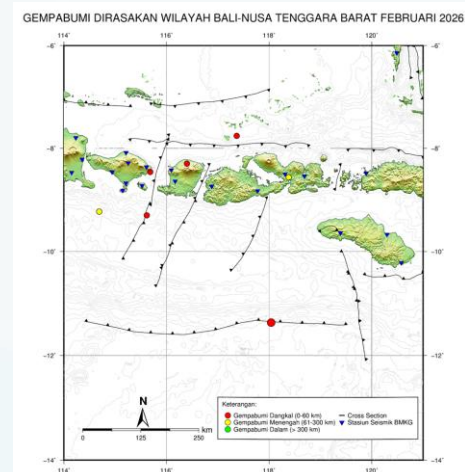 GEMPABUMI DIRASAKAN WILAYAH BALI-NUSA TENGGARA BARAT FEBRUARI 2026
114° 116° 118° 120°
-6° -6°
-8° -8°
-10° -10°
-12° -12°
-14° -14°
N
km
0 125 250
Keterangan:
Gempabumi Dangkal (0-60 km) Cross Section
Gempabumi Menengah (61-300 km) Stasiun Seismik BMKG
Gempabumi Dalam (> 300 km)
114° 116° 118° 120°